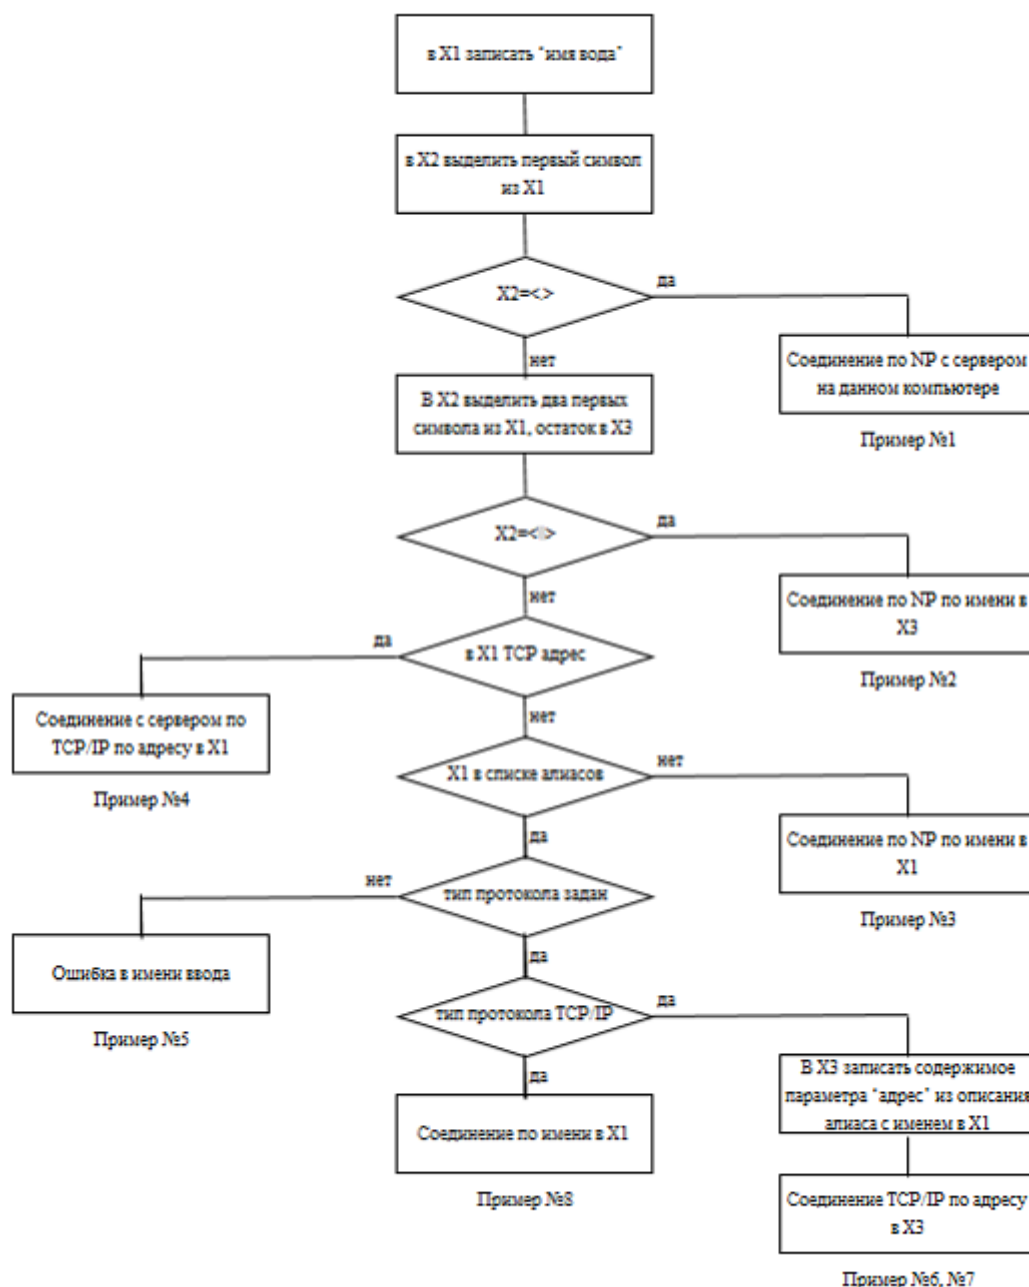 в X1 записать "имя вода"
в X2 выделить первый символ
из X1
X2=<.>
да
нет
Соединение по NP с сервером
на данном компьютере
Пример №1
В X2 выделить два первых
символа из X1, остаток в X3
X2=<\\>
да
нет
Соединение по NP по имени в
X3
Пример №2
да
в X1 TCP адрес
нет
Соединение с сервером по
TCP/IP по адресу в X1
Пример №4
X1 в списке алиасов
нет
да
Соединение по NP по имени в
X1
Пример №3
нет
тип протокола задан
да
Ошибка в имени ввода
Пример №5
тип протокола TCP/IP
да
да
В X3 записать содержимое
параметра "адрес" из описания
алиаса с именем в X1
Соединение по имени в X1
Пример №8
Соединение TCP/IP по адресу
в X3
Пример №6, №7